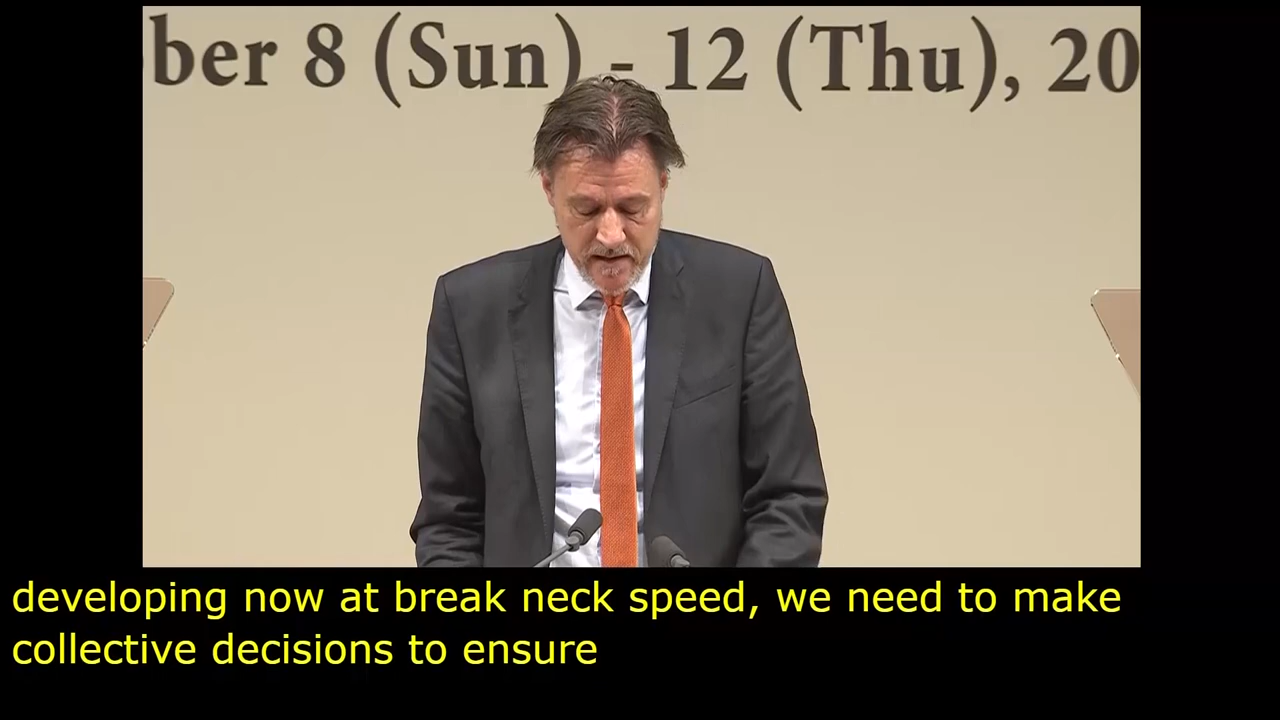 ber 8 (Sun) - 12 (Thu), 20
developing now at break neck speed, we need to make
collective decisions to ensure